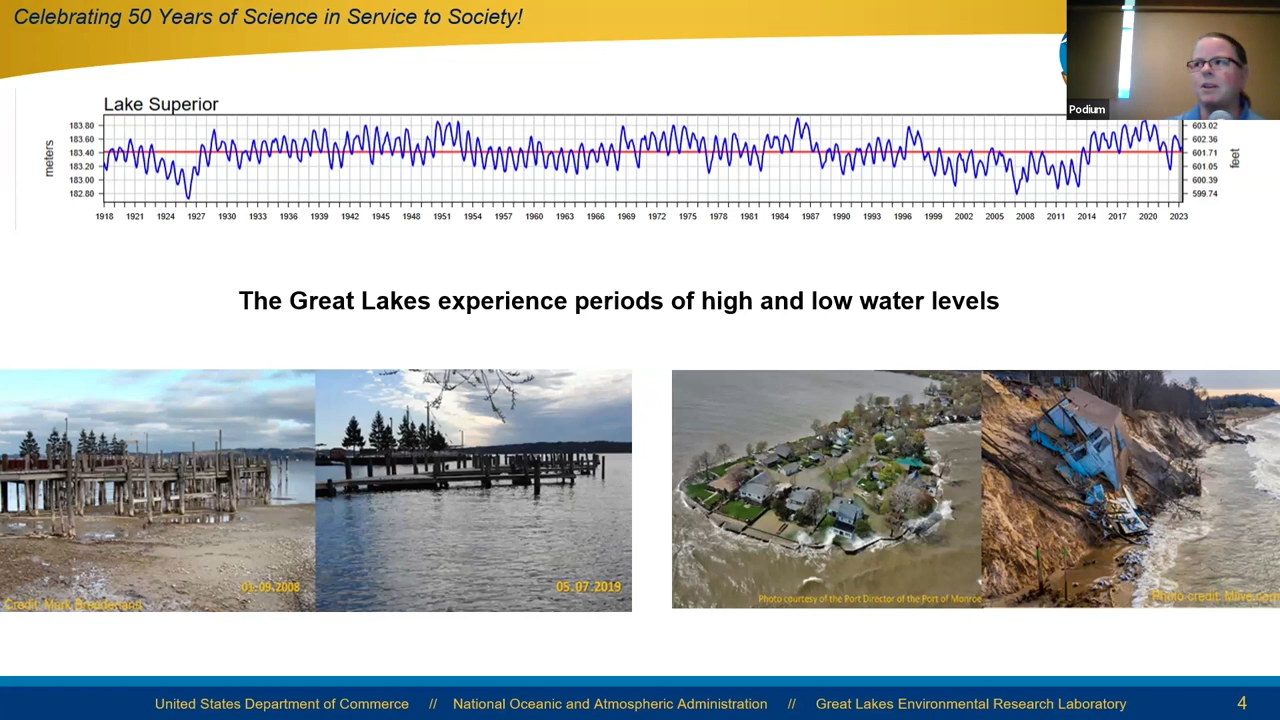 Celebrating 50 Years of Science in Service to Society!
Podium
Lake Superior
meters
183.80
183.60
183.40
183.20
183.00
182.80
603.02
602.36
601.71
601.05
600.39
599.74
feet
1918 1921 1924 1927 1930 1933 1936 1939 1942 1945 1948 1951 1954 1957 1960 1963 1966 1969 1972 1975 1978 1981 1984 1987 1990 1993 1996 1999 2002 2005 2008 2011 2014 2017 2020 2023
The Great Lakes experience periods of high and low water levels
01.09.2008
Credit: Mark Breederland
05.07.2019
Photo courtesy of the Port Director of the Port of Monroe
Photo credit: Mlive.com
United States Department of Commerce // National Oceanic and Atmospheric Administration // Great Lakes Environmental Research Laboratory
4